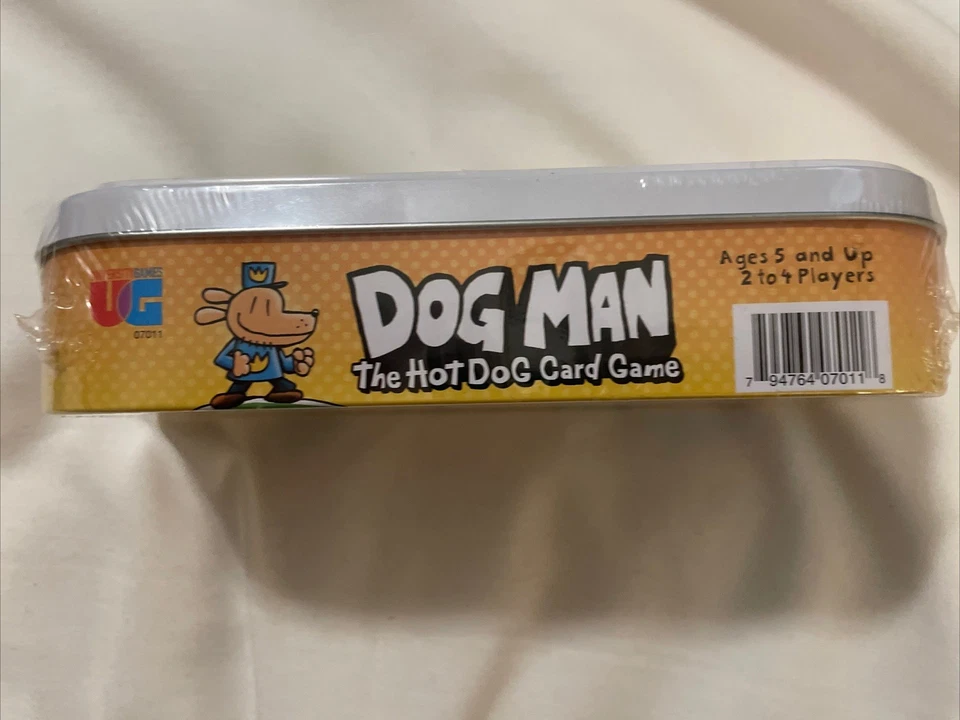 GAMES
UG
07011
DOG MAN
The Hot Dog Card Game
Ages 5 and Up
2 to 4 Players
7 94764 07011 8